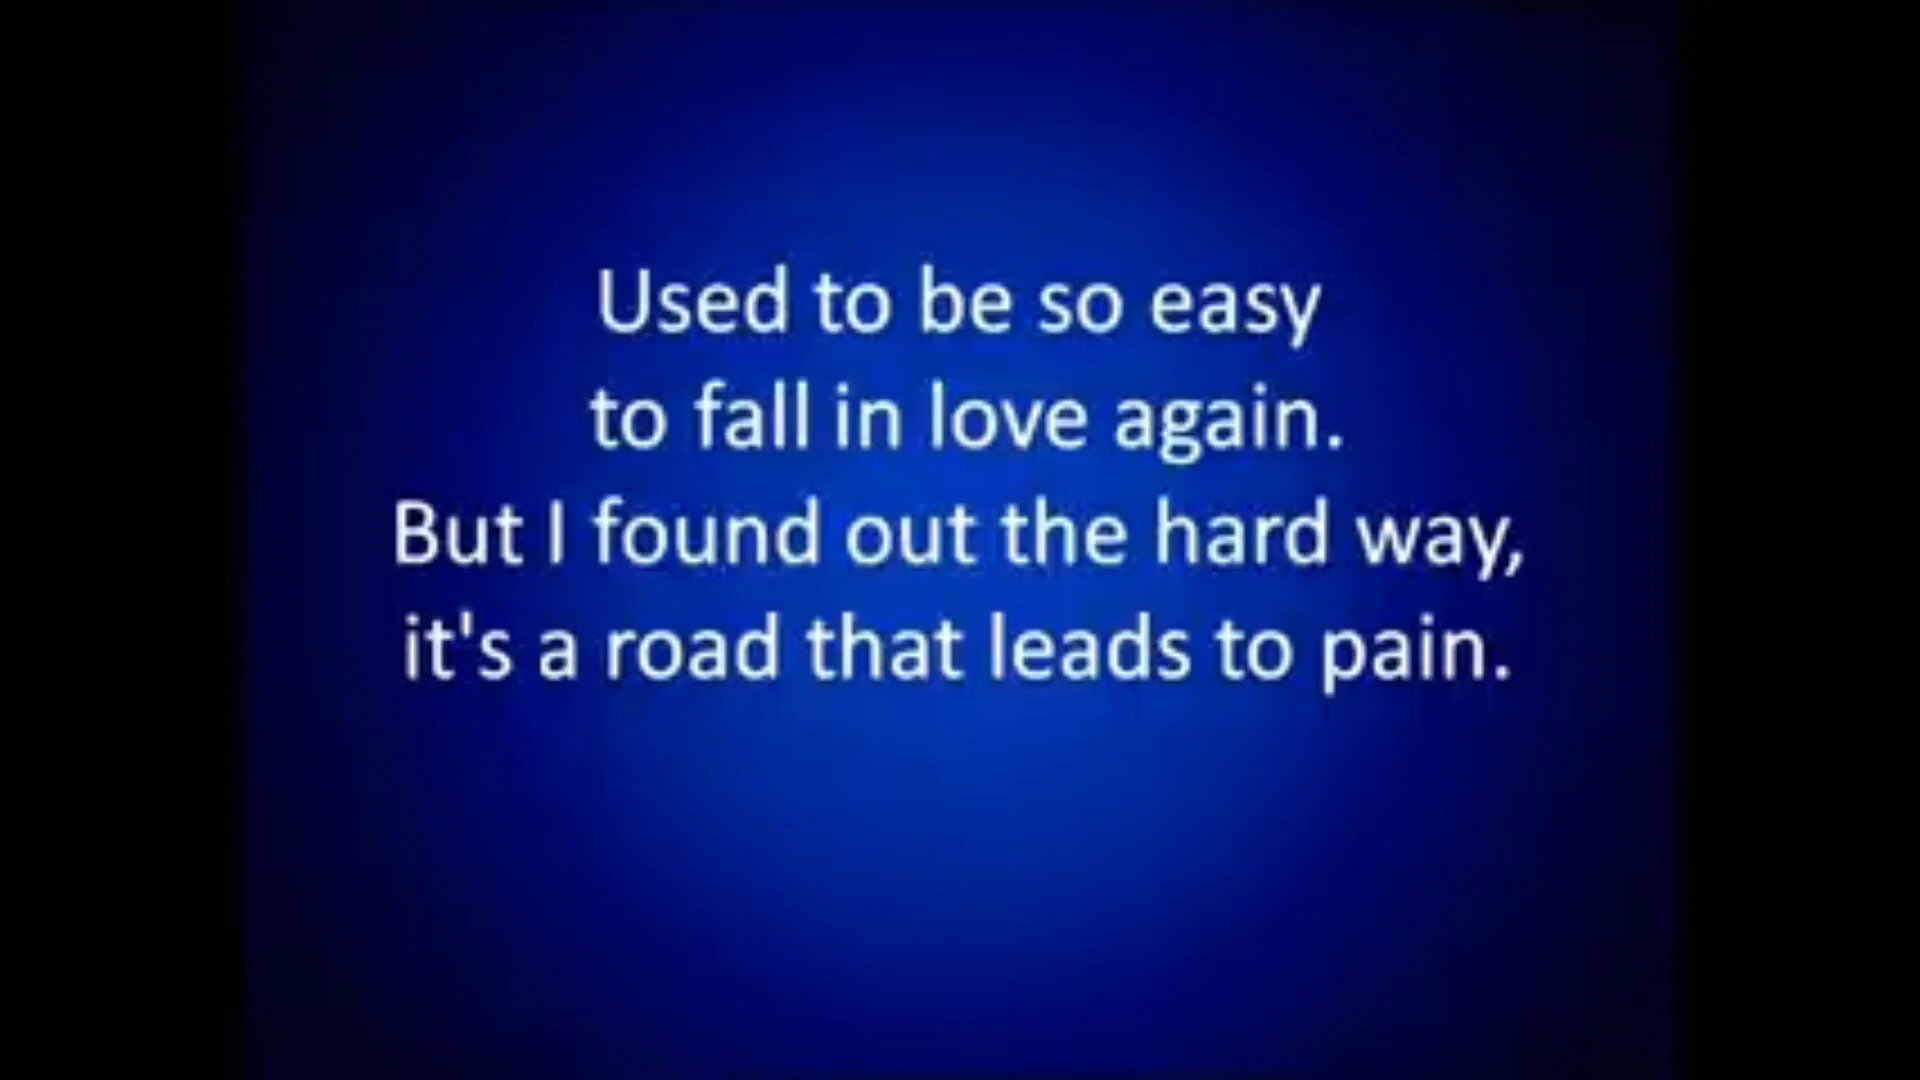 Used to be so easy
to fall in love again.
But I found out the hard way,
it's a road that leads to pain.